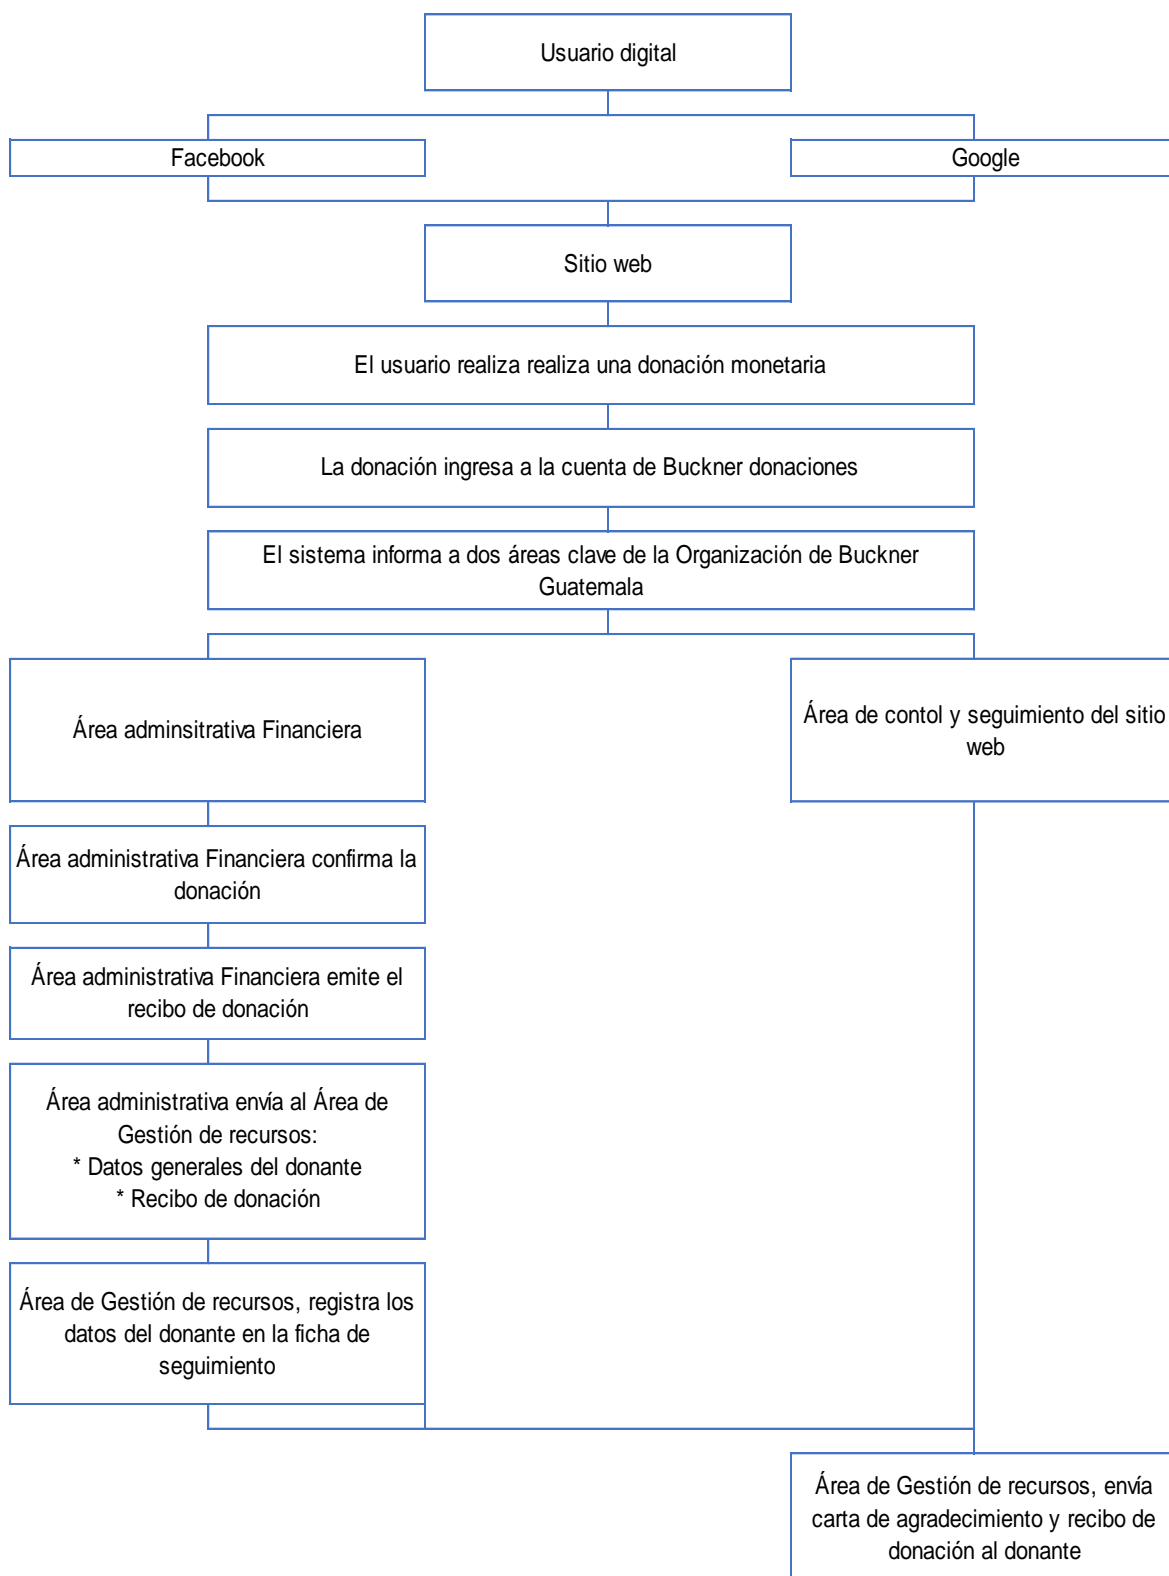 Usuario digital
Facebook
Google
Sitio web
El usuario realiza realiza una donación monetaria
La donación ingresa a la cuenta de Buckner donaciones
El sistema informa a dos áreas clave de la Organización de Buckner
Guatemala
Área adminsitrativa Financiera
Área de contol y seguimiento del sitio
web
Área administrativa Financiera confirma la
donación
Área administrativa Financiera emite el
recibo de donación
Área administrativa envía al Área de
Gestión de recursos:
* Datos generales del donante
* Recibo de donación
Área de Gestión de recursos, registra los
datos del donante en la ficha de
seguimiento
Área de Gestión de recursos, envía
carta de agradecimiento y recibo de
donación al donante